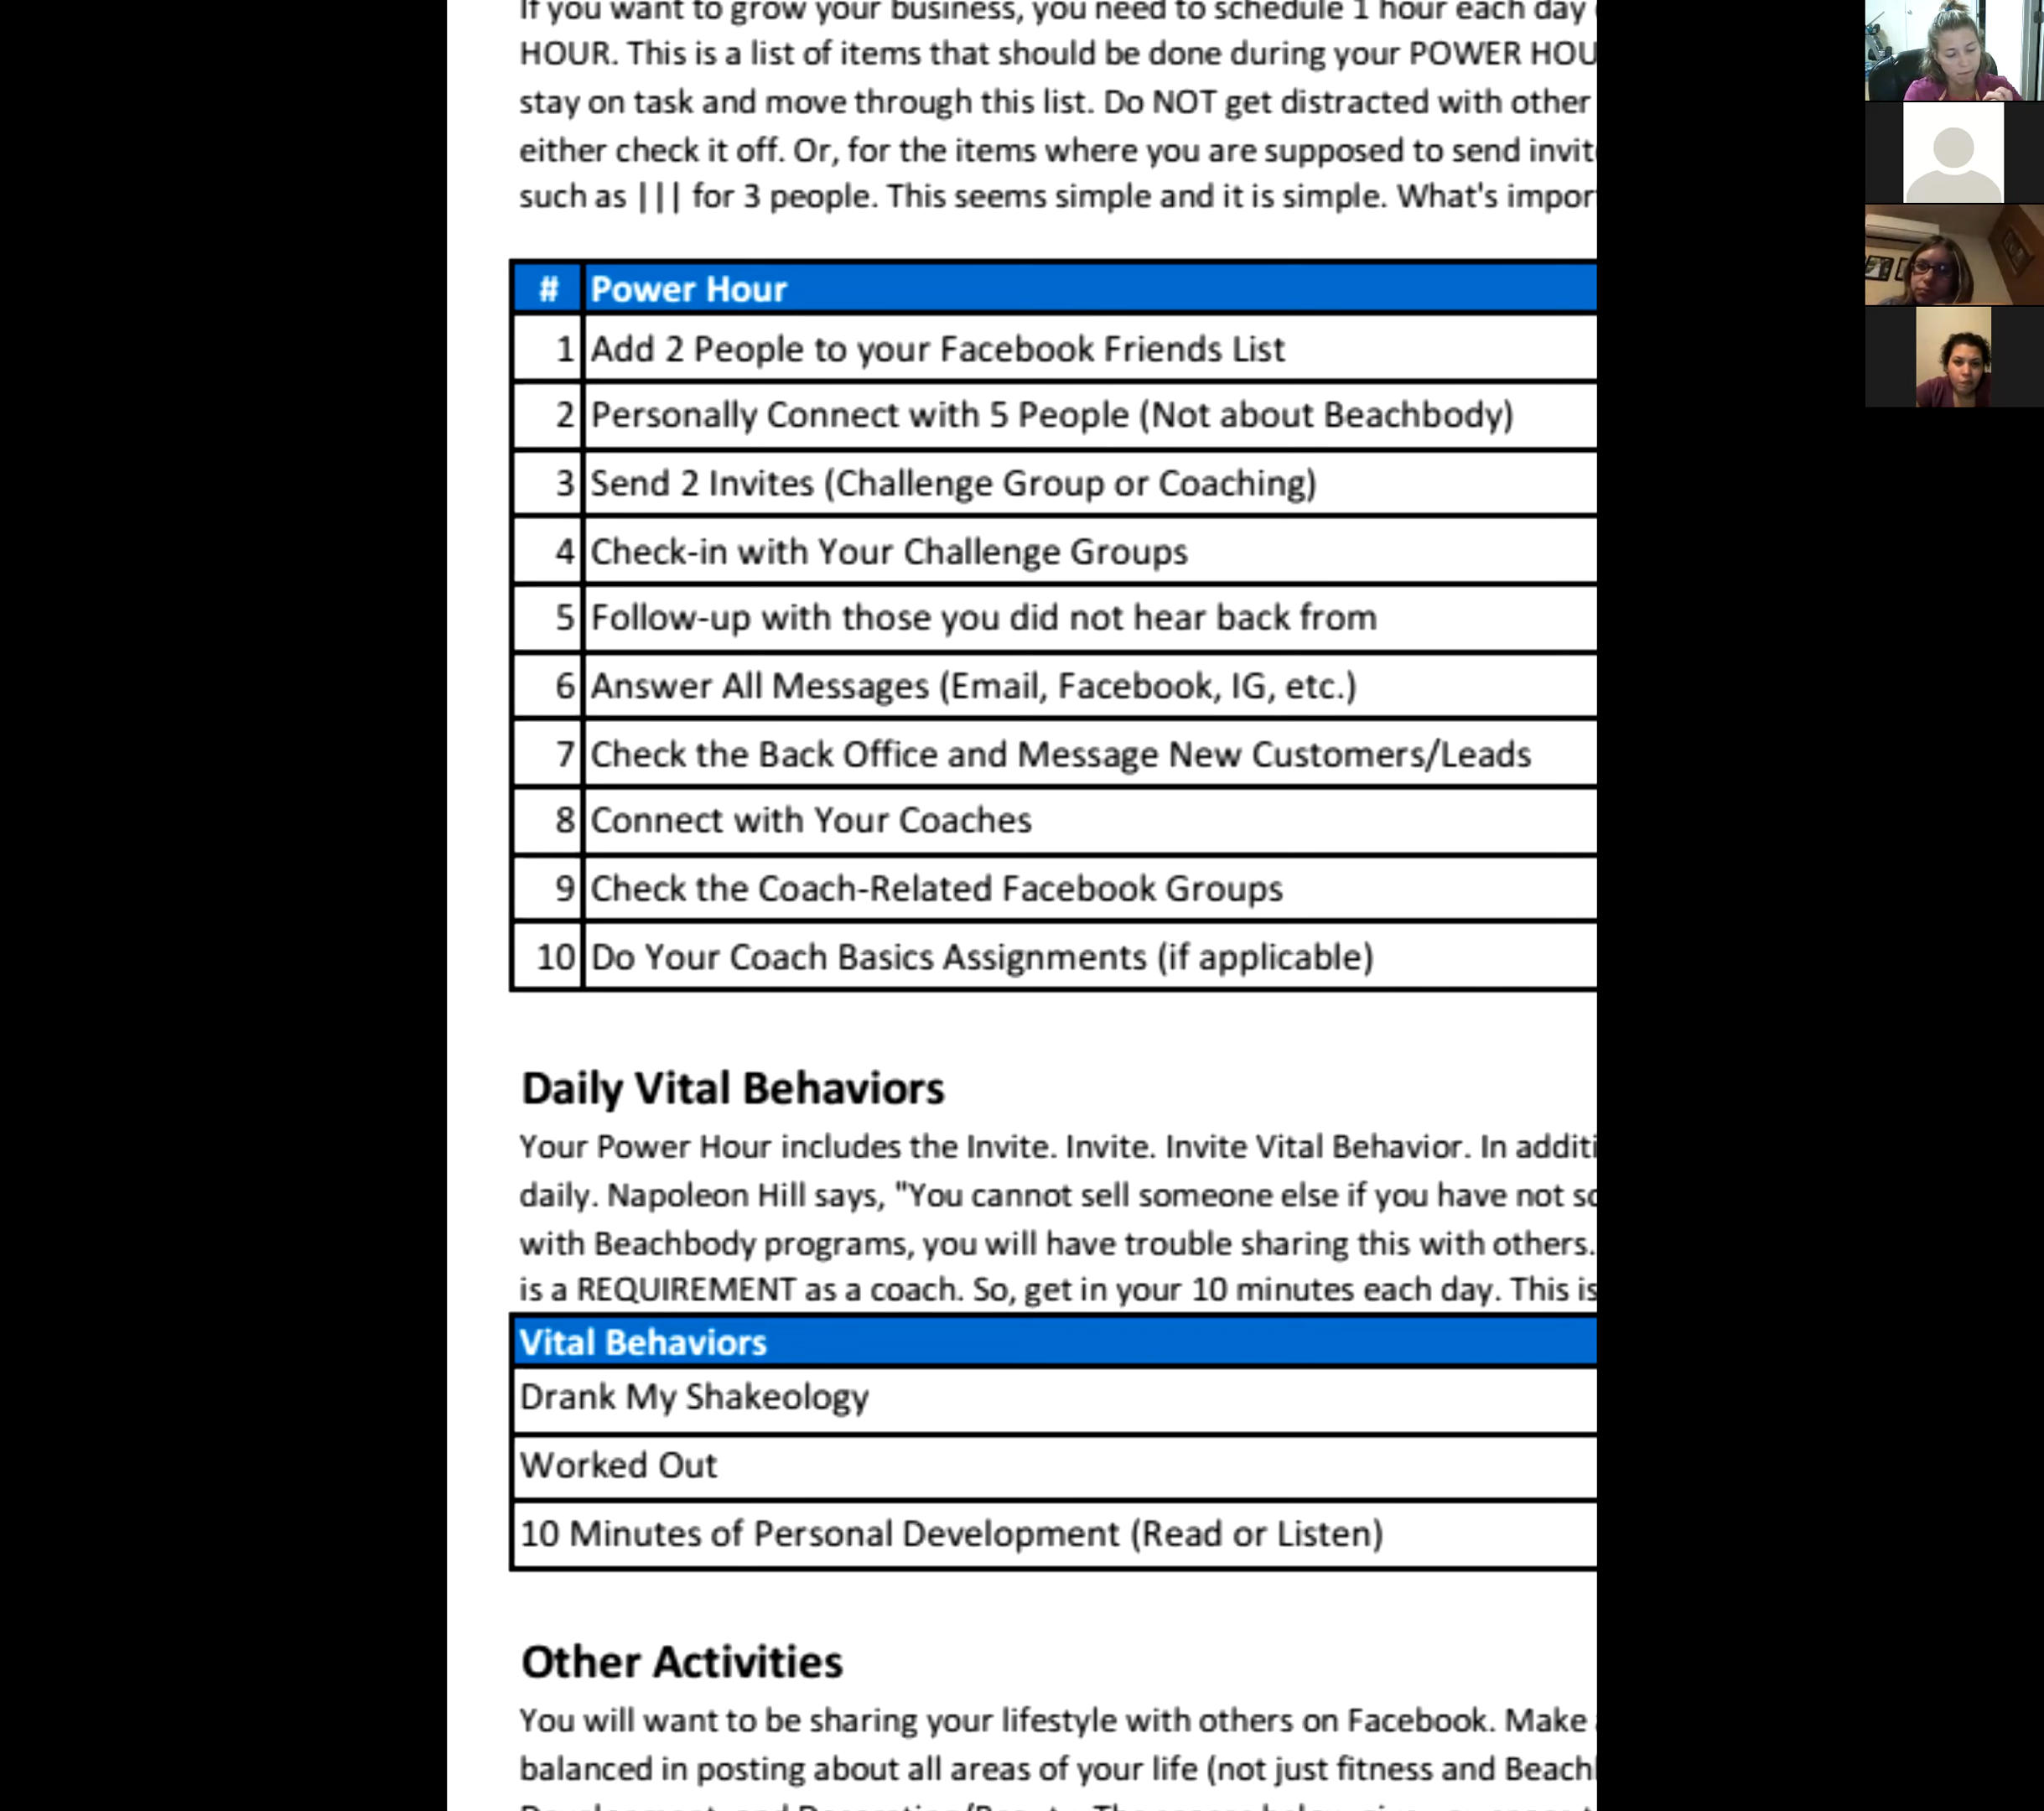 If you want to grow your business, you need to schedule 1 hour each day
HOUR. This is a list of items that should be done during your POWER HOU
stay on task and move through this list. Do NOT get distracted with other
either check it off. Or, for the items where you are supposed to send invit
such as ||| for 3 people. This seems simple and it is simple. What's impor
# Power Hour
1 Add 2 People to your Facebook Friends List
2 Personally Connect with 5 People (Not about Beachbody)
3 Send 2 Invites (Challenge Group or Coaching)
4 Check-in with Your Challenge Groups
5 Follow-up with those you did not hear back from
6 Answer All Messages (Email, Facebook, IG, etc.)
7 Check the Back Office and Message New Customers/Leads
8 Connect with Your Coaches
9 Check the Coach-Related Facebook Groups
10 Do Your Coach Basics Assignments (if applicable)
Daily Vital Behaviors
Your Power Hour includes the Invite. Invite. Invite Vital Behavior. In additi
daily. Napoleon Hill says, "You cannot sell someone else if you have not so
with Beachbody programs, you will have trouble sharing this with others.
is a REQUIREMENT as a coach. So, get in your 10 minutes each day. This is
Vital Behaviors
Drank My Shakeology
Worked Out
10 Minutes of Personal Development (Read or Listen)
Other Activities
You will want to be sharing your lifestyle with others on Facebook. Make
balanced in posting about all areas of your life (not just fitness and Beach